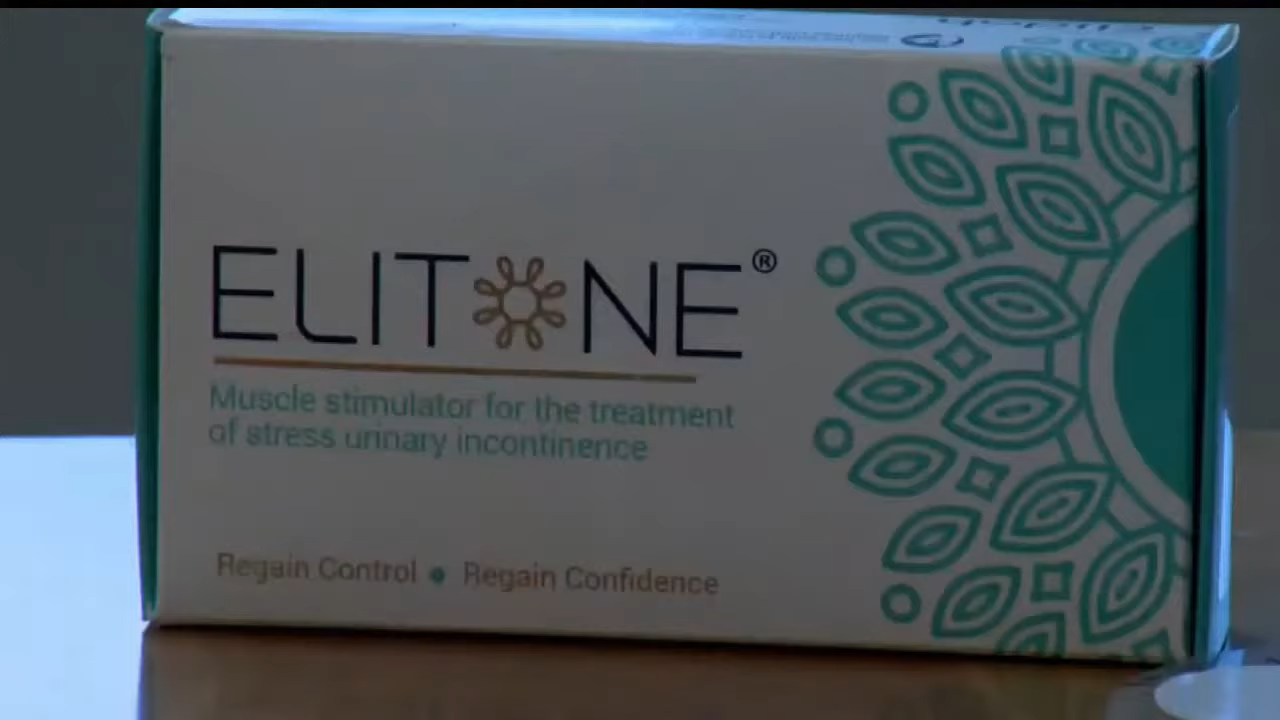 ELITONE®
Muscle stimulator for the treatment
of stress urinary incontinence
Regain Control • Regain Confidence